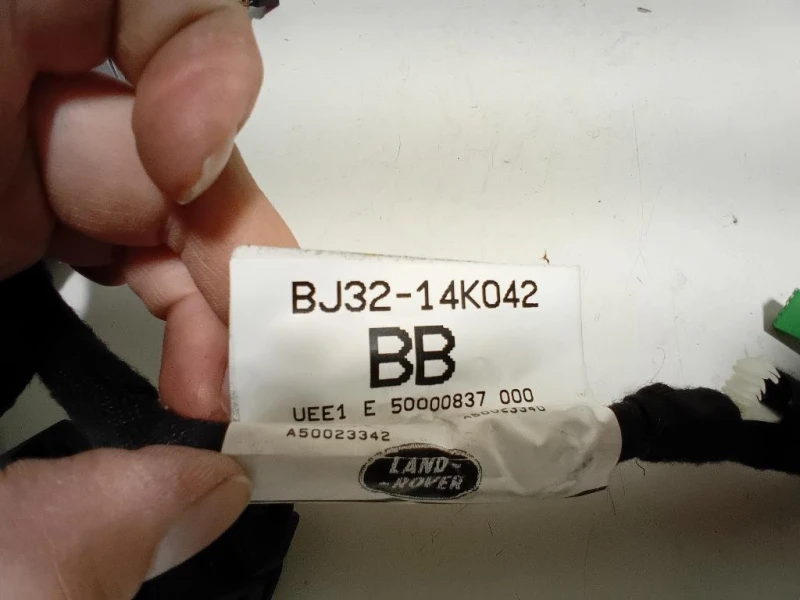 BJ32-14K042
BB
UEE1 E 50000837 000
A50023342
LAND-
-ROVER